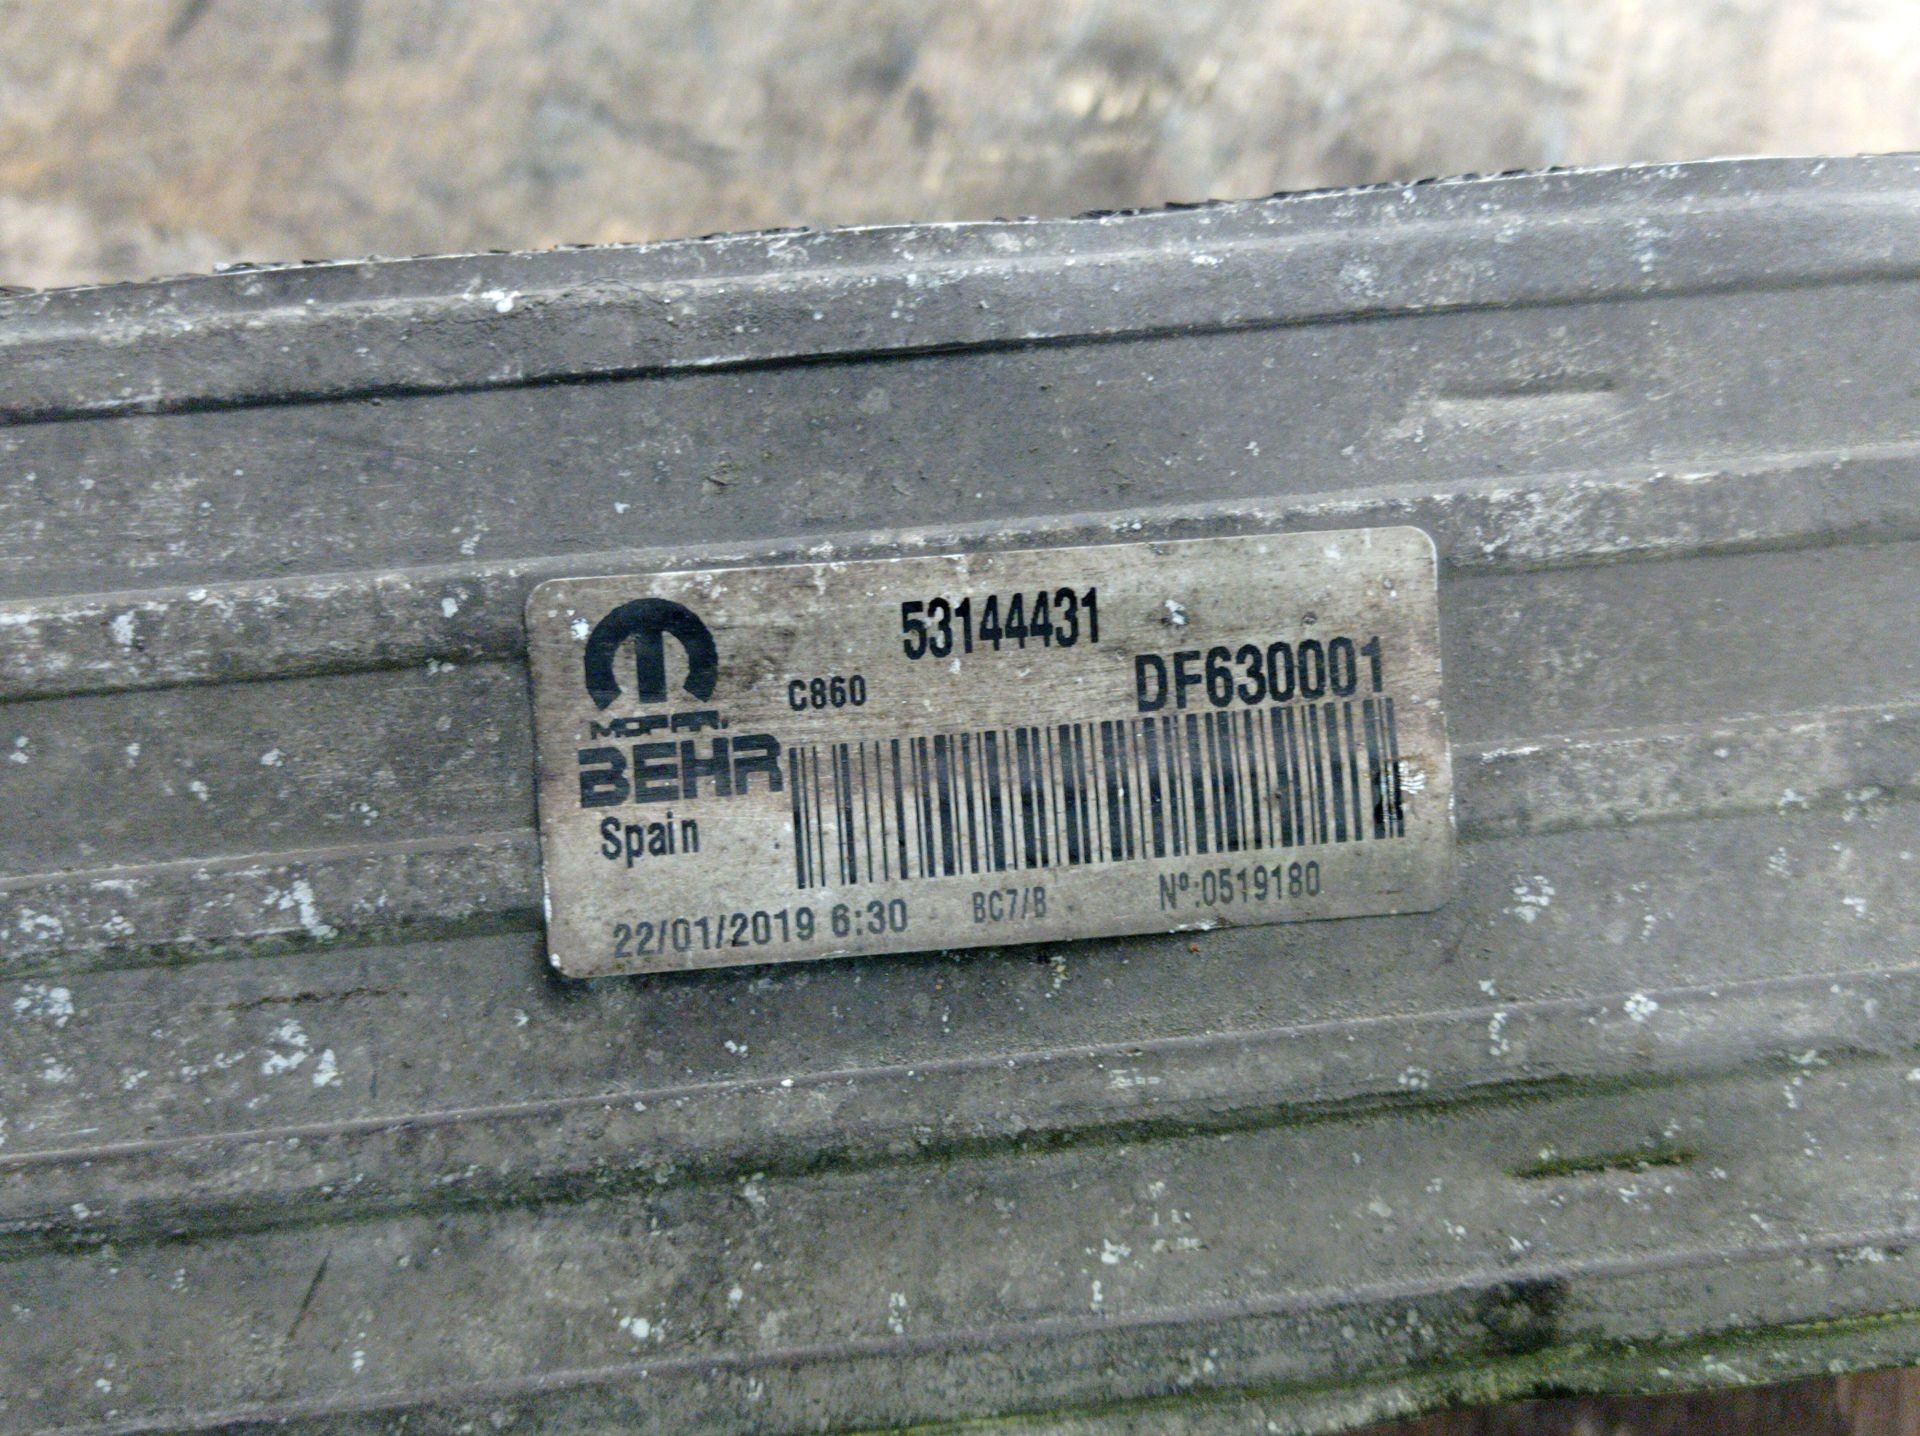 53144431
C860
DF630001
MOPAR
BEHR
Spain
22/01/2019 6:30 BC7/B Nº:0519180